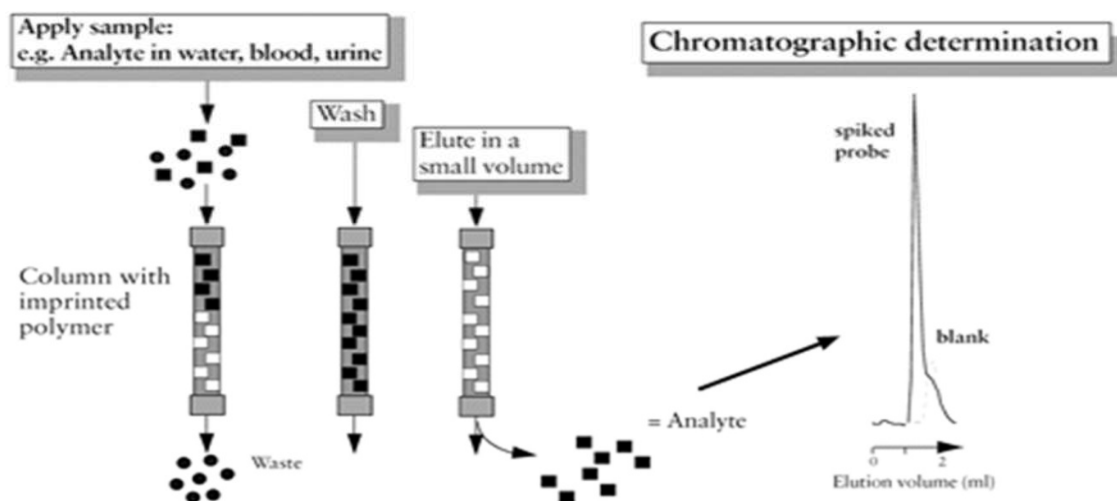 Apply sample:
e.g. Analyte in water, blood, urine
Wash
Elute in a
small volume
Column with
imprinted
polymer
Waste
= Analyte
Chromatographic determination
spiked
probe
blank
0
2
Elution volume (ml)